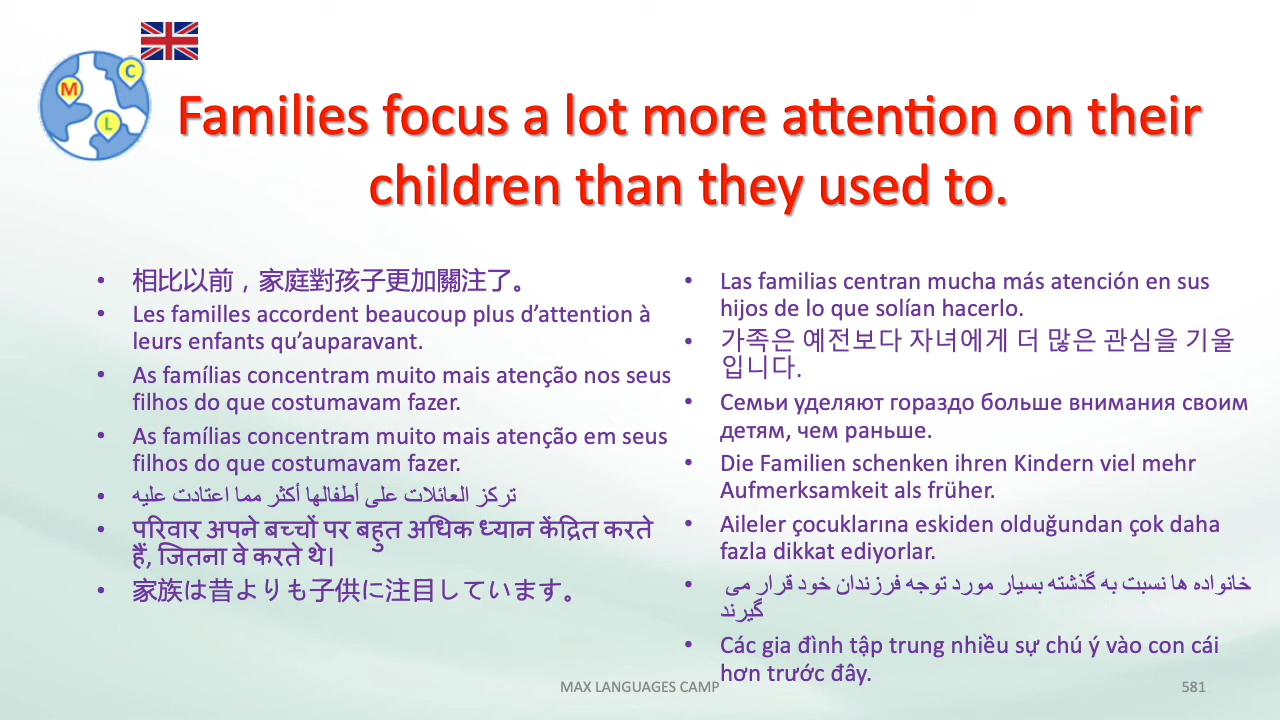 M
C
L
Families focus a lot more attention on their
children than they used to.
• 相比以前，家庭對孩子更加關注了。
• Les familles accordent beaucoup plus d’attention à
leurs enfants qu’auparavant.
• As famílias concentram muito mais atenção nos seus
filhos do que costumavam fazer.
• As famílias concentram muito mais atenção em seus
filhos do que costumavam fazer.
• تركز العائلات على أطفالها أكثر مما اعتادت عليه
• परिवार अपने बच्चों पर बहुत अधिक ध्यान केंद्रित करते
हैं, जितना वे करते थे।
• 家族は昔よりも子供に注目しています。
• Las familias centran mucha más atención en sus
hijos de lo que solían hacerlo.
• 가족은 예전보다 자녀에게 더 많은 관심을 기울
입니다.
• Семьи уделяют гораздо больше внимания своим
детям, чем раньше.
• Die Familien schenken ihren Kindern viel mehr
Aufmerksamkeit als früher.
• Aileler çocuklarına eskiden olduğundan çok daha
fazla dikkat ediyorlar.
• خانواده ها نسبت به گذشته بسیار مورد توجه فرزندان خود قرار می
گیرند
• Các gia đình tập trung nhiều sự chú ý vào con cái
hơn trước đây.
MAX LANGUAGES CAMP
581